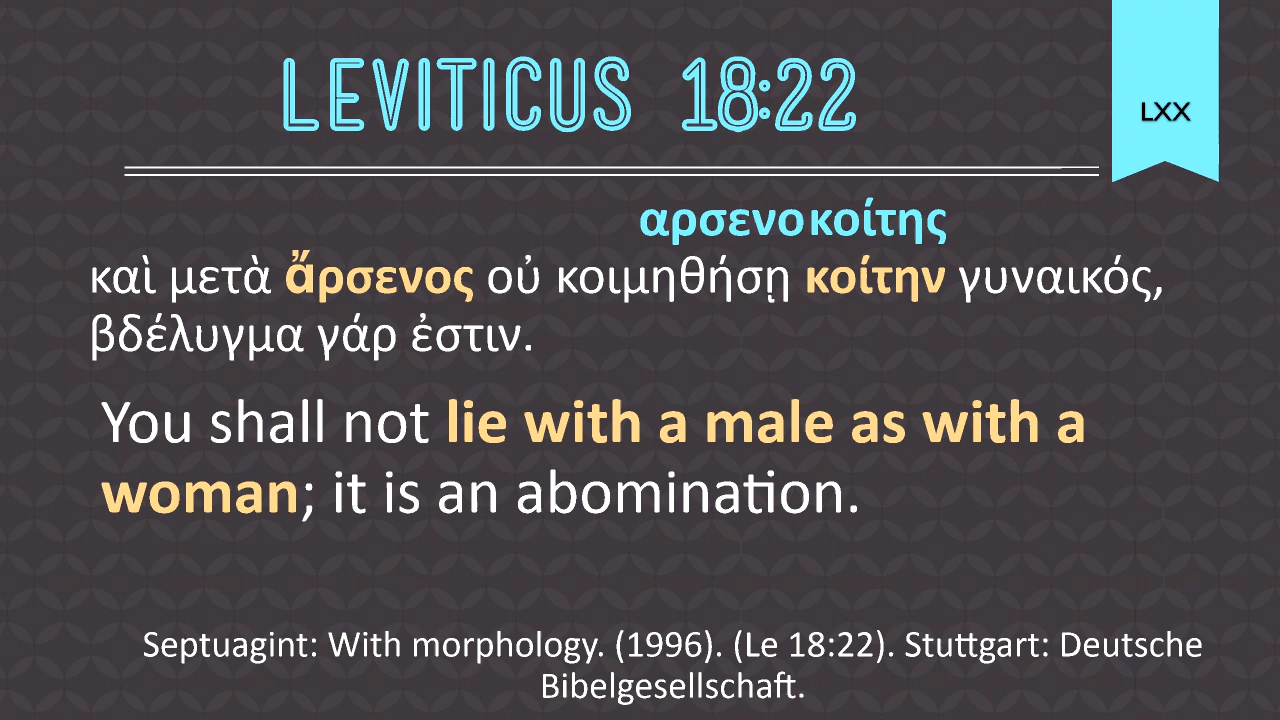 LEVITICUS 18:22
LXX
αρσενοκοίτης
καὶ μετὰ ἄρσενος οὐ κοιμηθήσῃ κοίτην γυναικός,
βδέλυγμα γάρ ἐστιν.
You shall not lie with a male as with a
woman; it is an abomination.
Septuagint: With morphology. (1996). (Le 18:22). Stuttgart: Deutsche
Bibelgesellschaft.